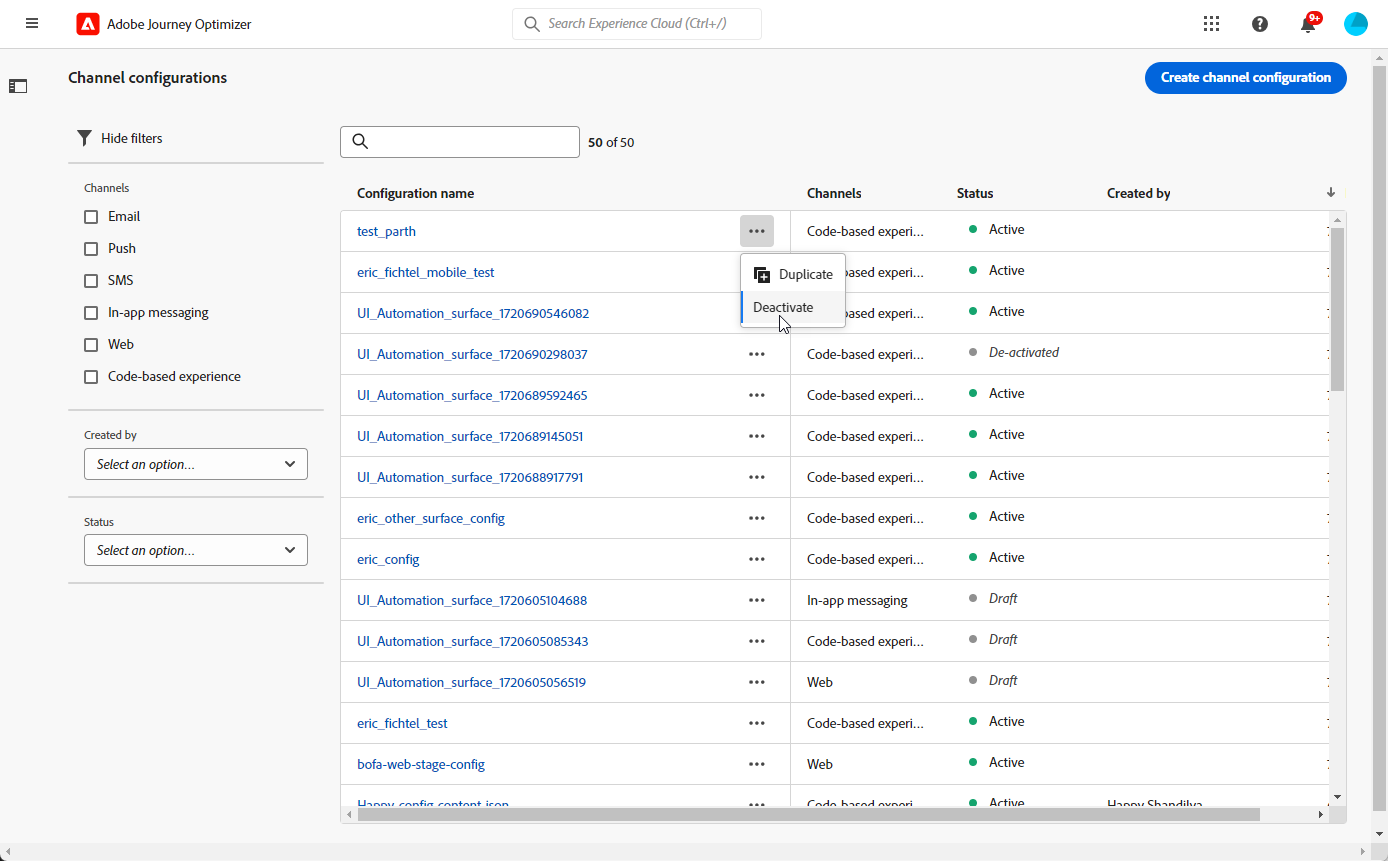 Adobe Journey Optimizer
Search Experience Cloud (Ctrl+/)
9+
Channel configurations
Create channel configuration
Hide filters
50 of 50
Channels
Email
Push
SMS
In-app messaging
Web
Code-based experience
Created by
Select an option...
Status
Select an option...
Configuration name Channels Status Created by
test_parth Code-based experi... Active
eric_fichtel_mobile_test ased experi... Active
Duplicate
Deactivate
UI_Automation_surface_1720690546082 ased experi... Active
UI_Automation_surface_1720690298037 Code-based experi... De-activated
UI_Automation_surface_1720689592465 Code-based experi... Active
UI_Automation_surface_1720689145051 Code-based experi... Active
UI_Automation_surface_1720688917791 Code-based experi... Active
eric_other_surface_config Code-based experi... Active
eric_config Code-based experi... Active
UI_Automation_surface_1720605104688 In-app messaging Draft
UI_Automation_surface_1720605085343 Code-based experi... Draft
UI_Automation_surface_1720605056519 Web Draft
eric_fichtel_test Code-based experi... Active
bofa-web-stage-config Web Active
Happy-config-content-json Code-based experi... Active Happy Shandilya